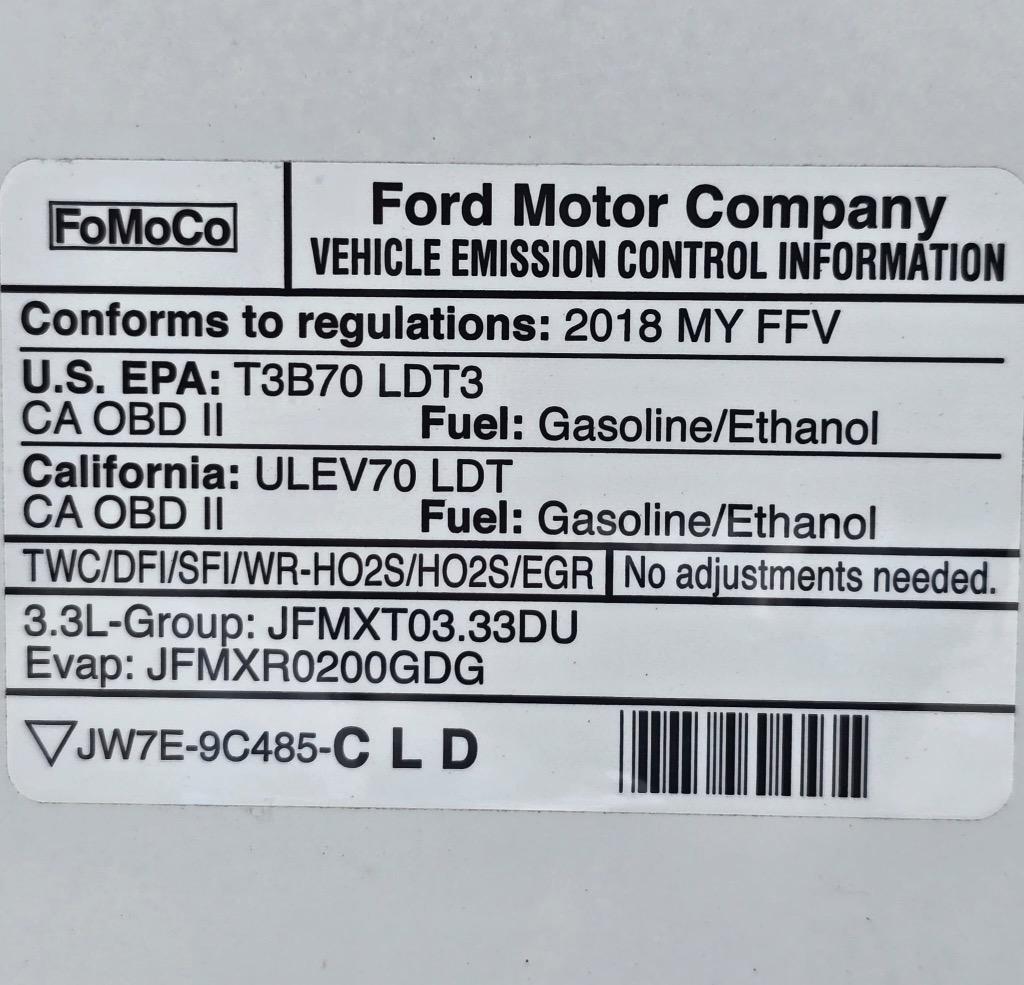 FoMoCo
Ford Motor Company
VEHICLE EMISSION CONTROL INFORMATION
Conforms to regulations: 2018 MY FFV
U.S. EPA: T3B70 LDT3
CA OBD II Fuel: Gasoline/Ethanol
California: ULEV70 LDT
CA OBD II Fuel: Gasoline/Ethanol
TWC/DFI/SFI/WR-HO2S/HO2S/EGR No adjustments needed.
3.3L-Group: JFMXT03.33DU
Evap: JFMXR0200GDG
JW7E-9C485-C L D